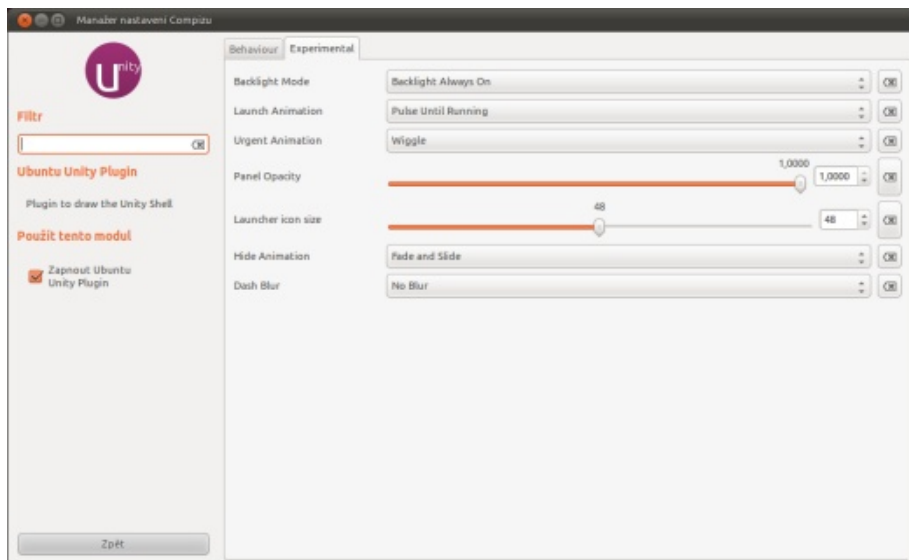 Manažer nastavení Compizu
Unity
Filtr
Ubuntu Unity Plugin
Plugin to draw the Unity Shell
Použít tento modul
Zapnout Ubuntu
Unity Plugin
Zpět
Behaviour Experimental
Backlight Mode Backlight Always On
Launch Animation Pulse Until Running
Urgent Animation Wiggle
1,0000
Panel Opacity 1,0000
48
Launcher icon size 48
Hide Animation Fade and Slide
Dash Blur No Blur